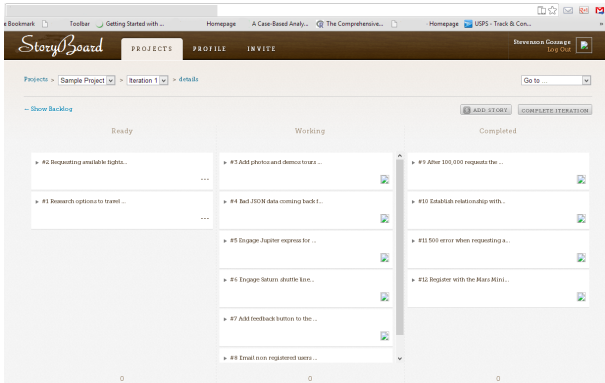 e Bookmark Toolbar Getting Started with ... Homepage A Case-Based Analy... The Comprehensive... Homepage USPS - Track & Con... »
StoryBoard PROJECTS PROFILE INVITE
Stevenson Gossage
Log Out
Projects > Sample Project > Iteration 1 > details
Go to ...
← Show Backlog
ADD STORY COMPLETE ITERATION
Ready Working Completed
#2 Requesting available fights...
#3 Add photos and demos tours ...
#9 After 100,000 requests the ...
---
#1 Research options to travel ...
#4 Bad JSON data coming back f...
#10 Establish relationship with...
---
#5 Engage Jupiter express for ...
#11 500 error when requesting a...
#6 Engage Saturn shuttle line...
#12 Register with the Mars Mini...
#7 Add feedback button to the ...
#8 Email non registered users ...
0 0 0